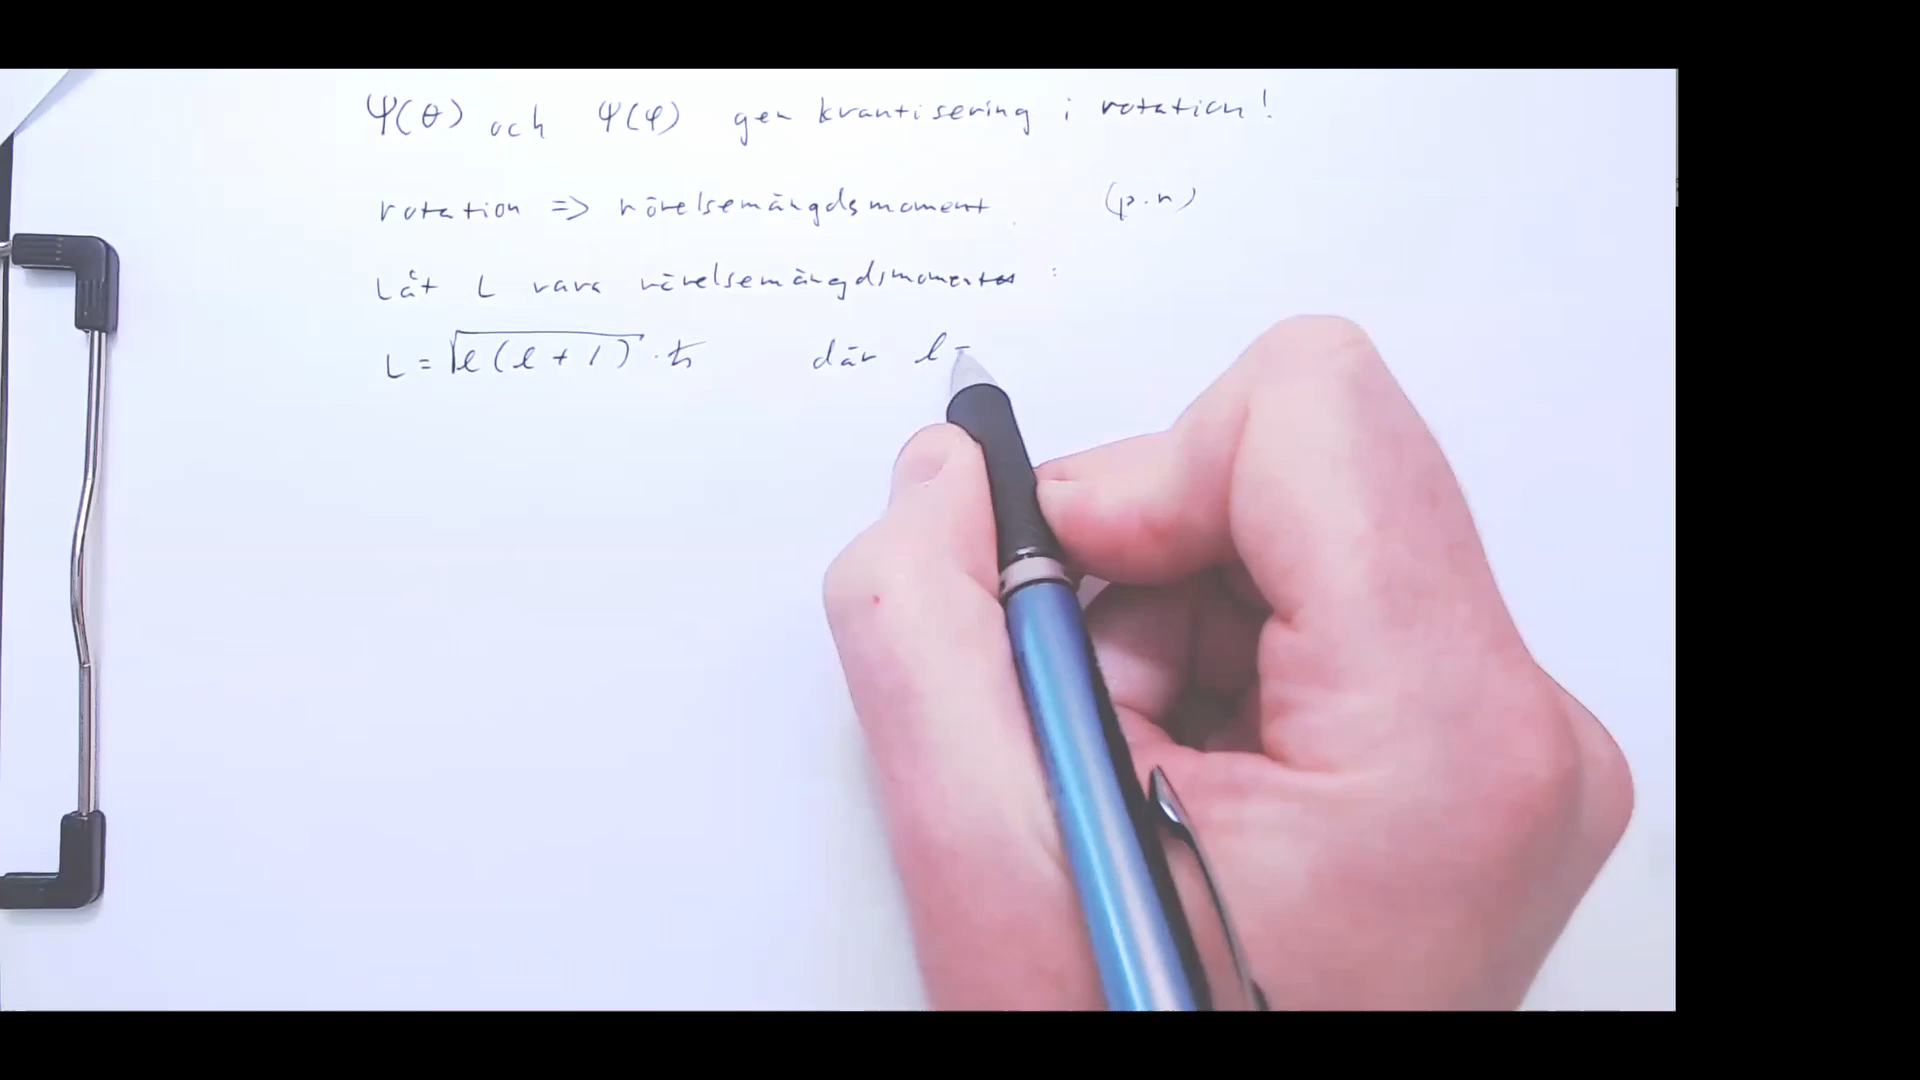 Ψ(θ) och Ψ(φ) ger kvantisering i rotation!
rotation => rörelsemängdsmoment (p·r)
Låt L vara rörelsemängdsmomentet :
L = √l(l+1) · ħ där l =